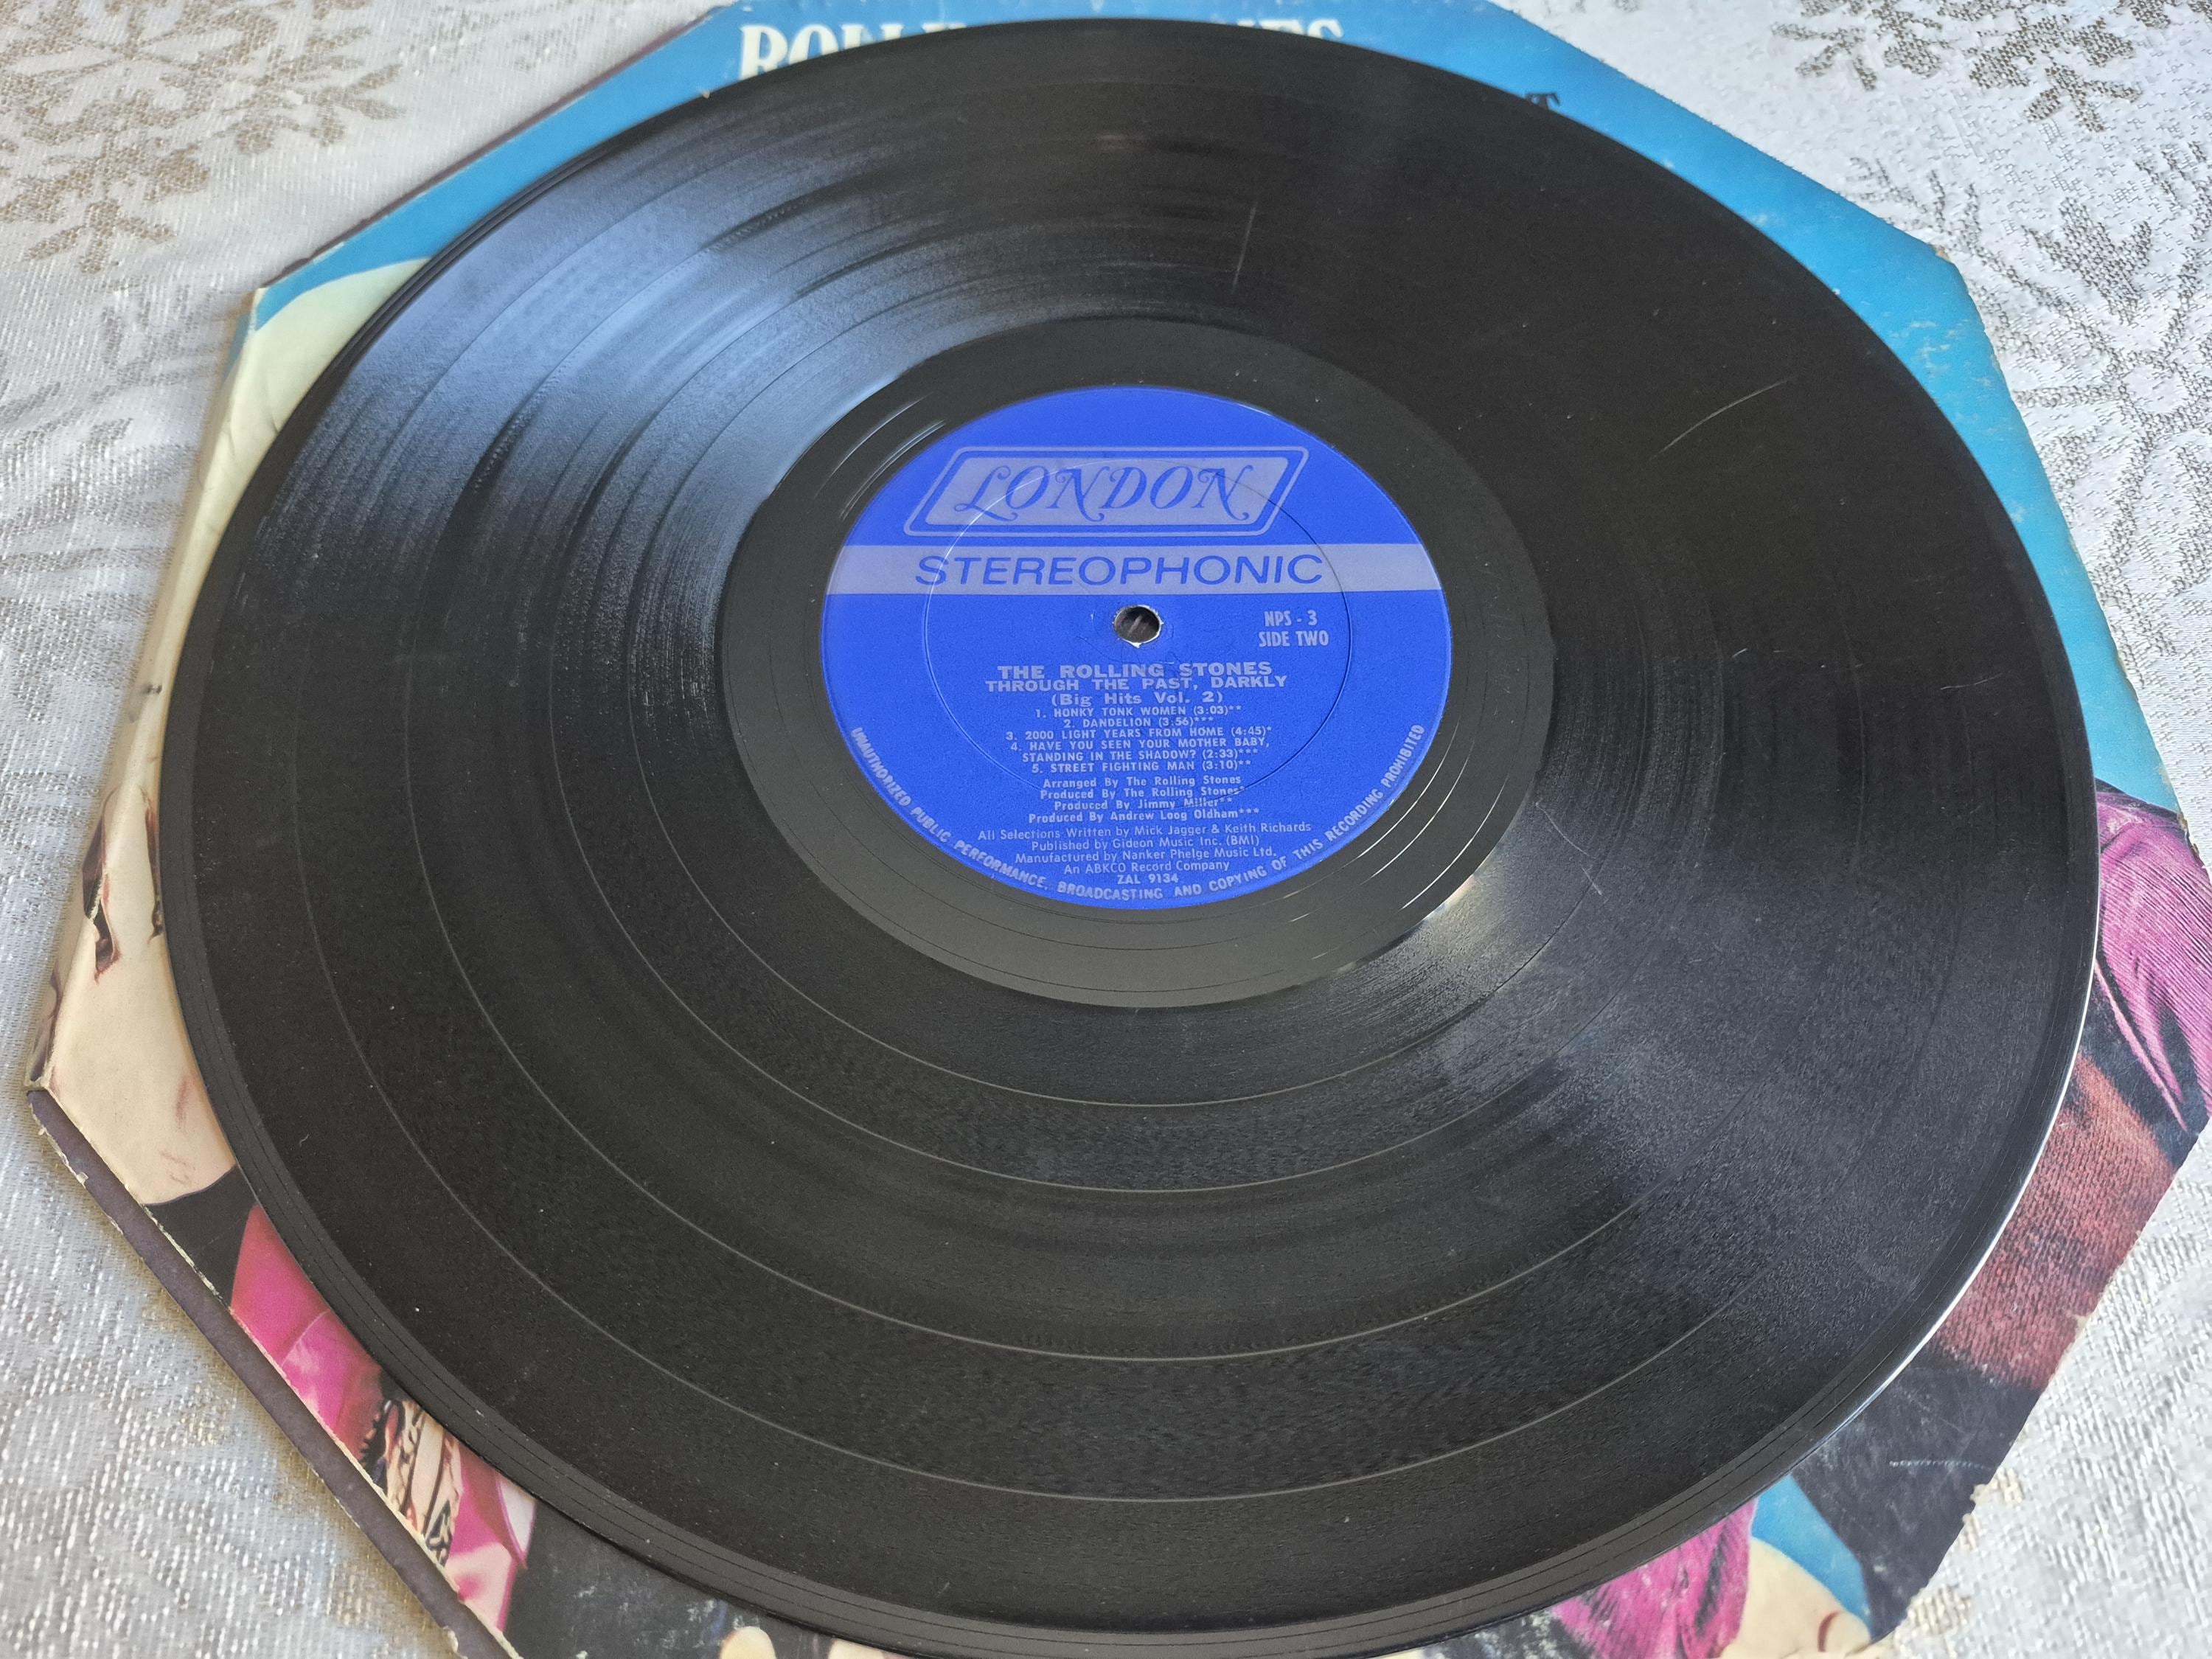 LONDON
STEREOPHONIC
NPS - 3
SIDE TWO
THE ROLLING STONES
THROUGH THE PAST, DARKLY
(Big Hits Vol. 2)
1. HONKY TONK WOMEN (3:03)**
2. DANDELION (3:56)***
3. 2000 LIGHT YEARS FROM HOME (4:45)*
4. HAVE YOU SEEN YOUR MOTHER BABY,
STANDING IN THE SHADOW? (2:33)***
5. STREET FIGHTING MAN (3:10)**
Arranged By The Rolling Stones
Produced By The Rolling Stones*
Produced By Jimmy Miller**
Produced By Andrew Loog Oldham***
All Selections Written by Mick Jagger & Keith Richards
Published by Gideon Music Inc. (BMI)
Manufactured by Nanker Phelge Music Ltd.
An ABKCO Record Company
ZAL 9134
UNAUTHORIZED PUBLIC PERFORMANCE, BROADCASTING AND COPYING OF THIS RECORDING PROHIBITED